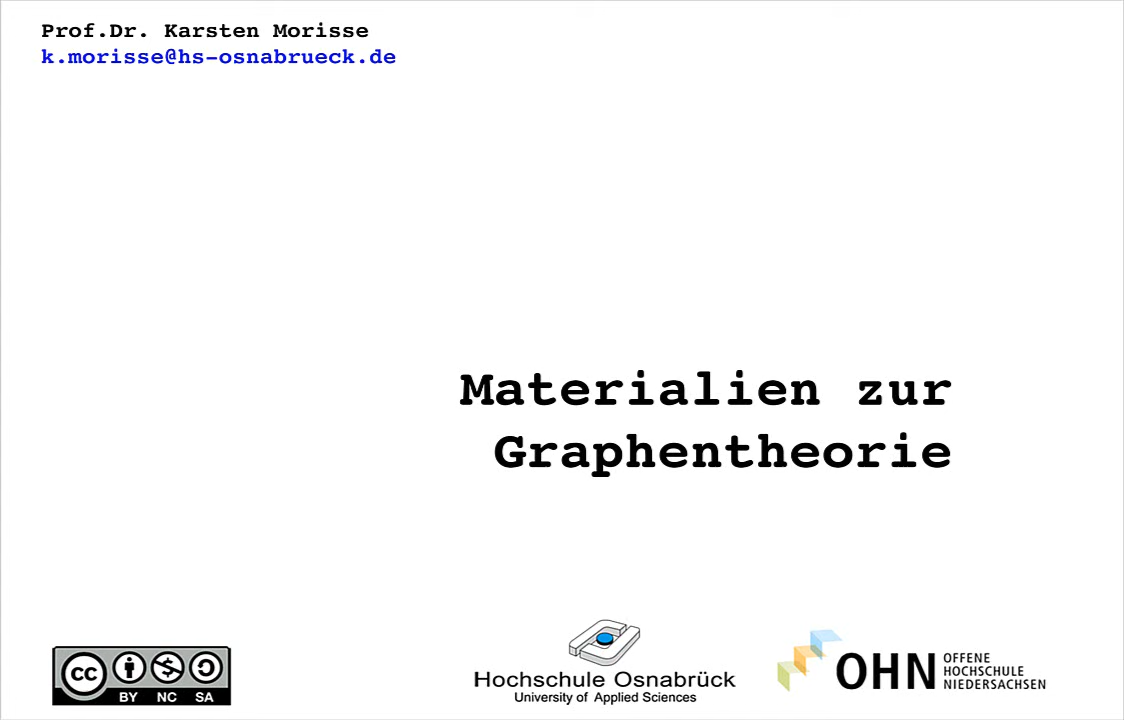 Prof.Dr. Karsten Morisse
k.morisse@hs-osnabrueck.de
Materialien zur
Graphentheorie
cc
BY NC SA
Hochschule Osnabrück
University of Applied Sciences
OHN
OFFENE
HOCHSCHULE
NIEDERSACHSEN